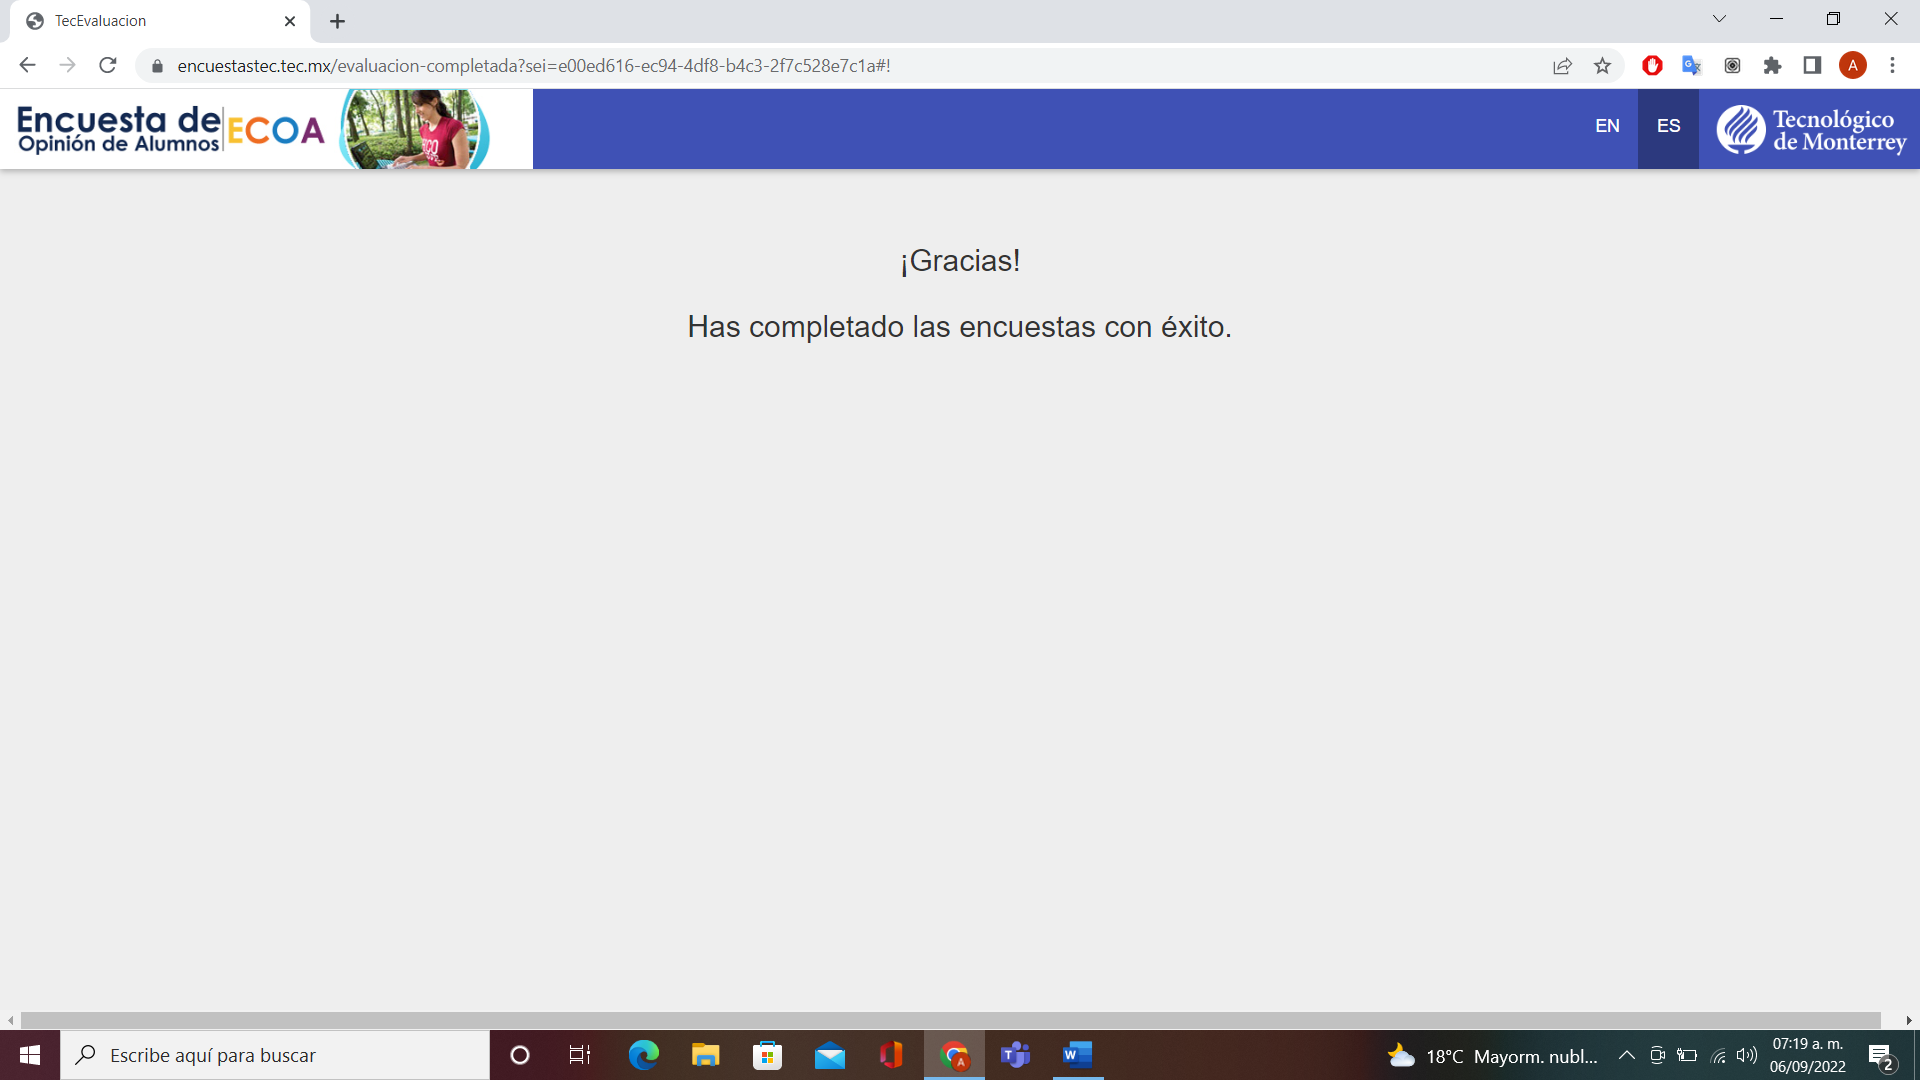 TecEvaluacion
encuestastec.tec.mx/evaluacion-completada?sei=e00ed616-ec94-4df8-b4c3-2f7c528e7c1a#!
A
Encuesta de
Opinión de Alumnos
ECOA
EN
ES
Tecnológico
de Monterrey
¡Gracias!
Has completado las encuestas con éxito.
Escribe aquí para buscar
A
T
W
18°C Mayorm. nubl...
07:19 a. m.
06/09/2022
2